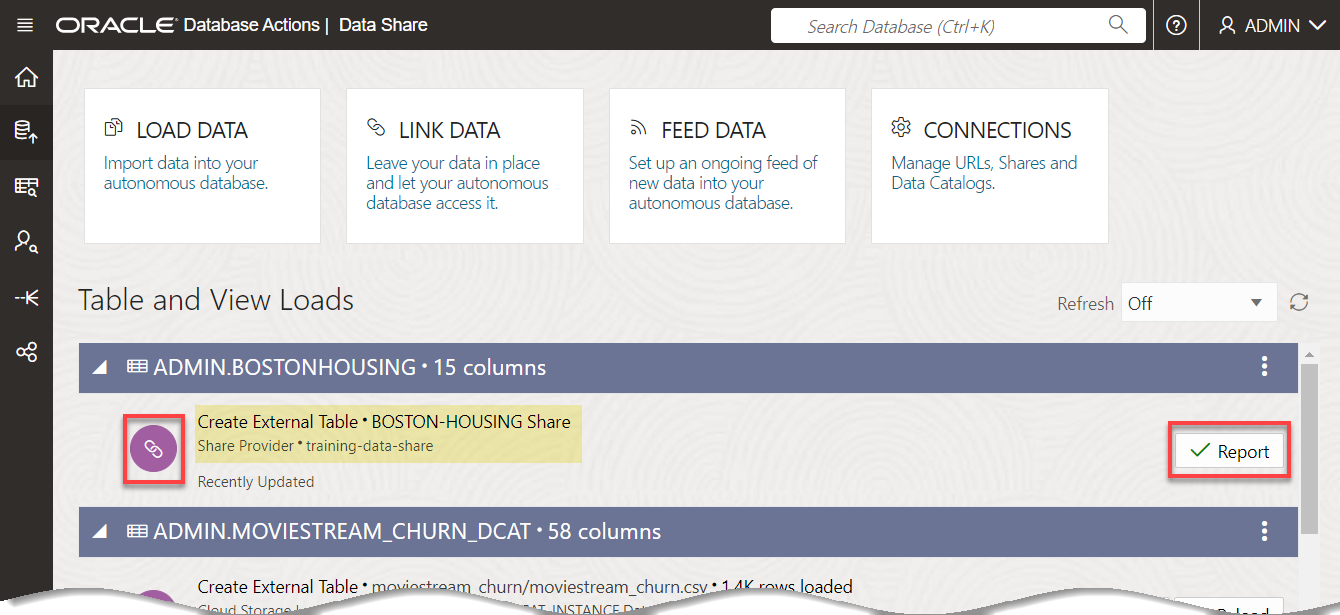 ORACLE Database Actions | Data Share
Search Database (Ctrl+K)
ADMIN
LOAD DATA
Import data into your
autonomous database.
LINK DATA
Leave your data in place
and let your autonomous
database access it.
FEED DATA
Set up an ongoing feed of
new data into your
autonomous database.
CONNECTIONS
Manage URLs, Shares and
Data Catalogs.
Table and View Loads
Refresh Off
ADMIN.BOSTONHOUSING • 15 columns
Create External Table • BOSTON-HOUSING Share
Share Provider • training-data-share
Recently Updated
Report
ADMIN.MOVIESTREAM_CHURN_DCAT • 58 columns
Create External Table • moviestream_churn/moviestream_churn.csv • 1.4K rows loaded
Cloud Storage